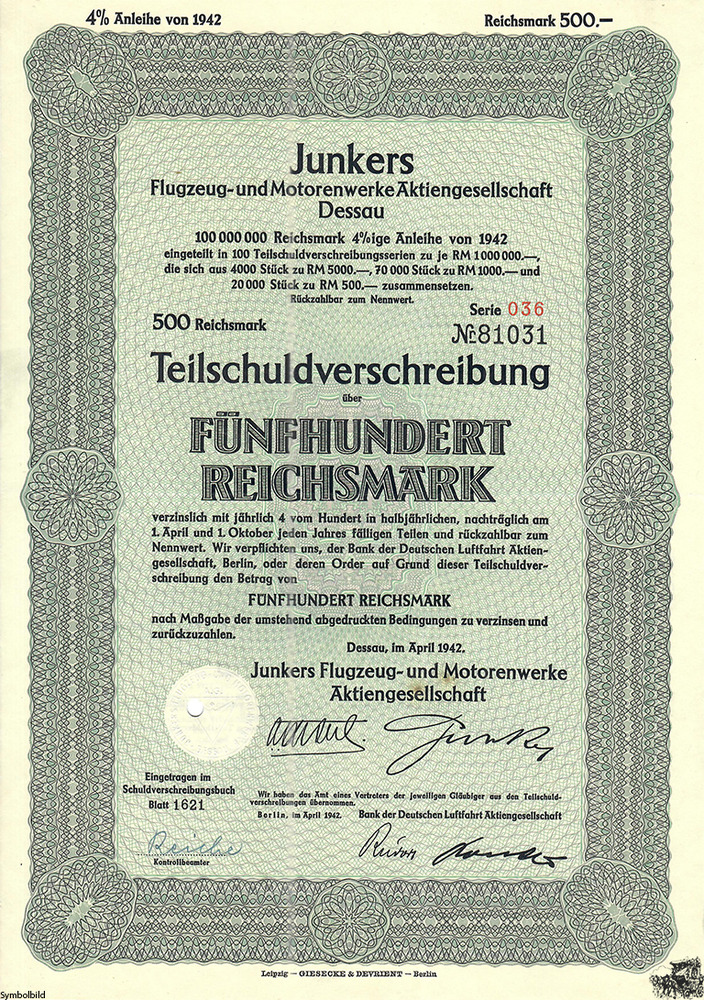 4% Anleihe von 1942 Reichsmark 500.—
Junkers
Flugzeug- und Motorenwerke Aktiengesellschaft
Dessau
100 000 000 Reichsmark 4%ige Anleihe von 1942
eingeteilt in 100 Teilschuldverschreibungsserien zu je RM 1 000 000.—,
die sich aus 4000 Stück zu RM 5000.—, 70 000 Stück zu RM 1000.— und
20 000 Stück zu RM 500.— zusammensetzen.
Rückzahlbar zum Nennwert.
Serie 036
500 Reichsmark
№ 81031
Teilschuldverschreibung
über
FÜNFHUNDERT
REICHSMARK
verzinslich mit jährlich 4 vom Hundert in halbjährlichen, nachträglich am
1. April und 1. Oktober jeden Jahres fälligen Teilen und rückzahlbar zum
Nennwert. Wir verpflichten uns, der Bank der Deutschen Luftfahrt Aktien-
gesellschaft, Berlin, oder deren Order auf Grund dieser Teilschuldver-
schreibung den Betrag von
FÜNFHUNDERT REICHSMARK
nach Maßgabe der umstehend abgedruckten Bedingungen zu verzinsen und
zurückzuzahlen.
Dessau, im April 1942.
Junkers Flugzeug- und Motorenwerke
Aktiengesellschaft
Eingetragen im
Schuldverschreibungsbuch
Blatt 1621
Wir haben das Amt eines Vertreters der jeweiligen Gläubiger aus den Teilschuld-
verschreibungen übernommen.
Berlin, im April 1942. Bank der Deutschen Luftfahrt Aktiengesellschaft
Reiche
Kontrollbeamter
Leipzig — GIESECKE & DEVRIENT — Berlin
Symbolbild